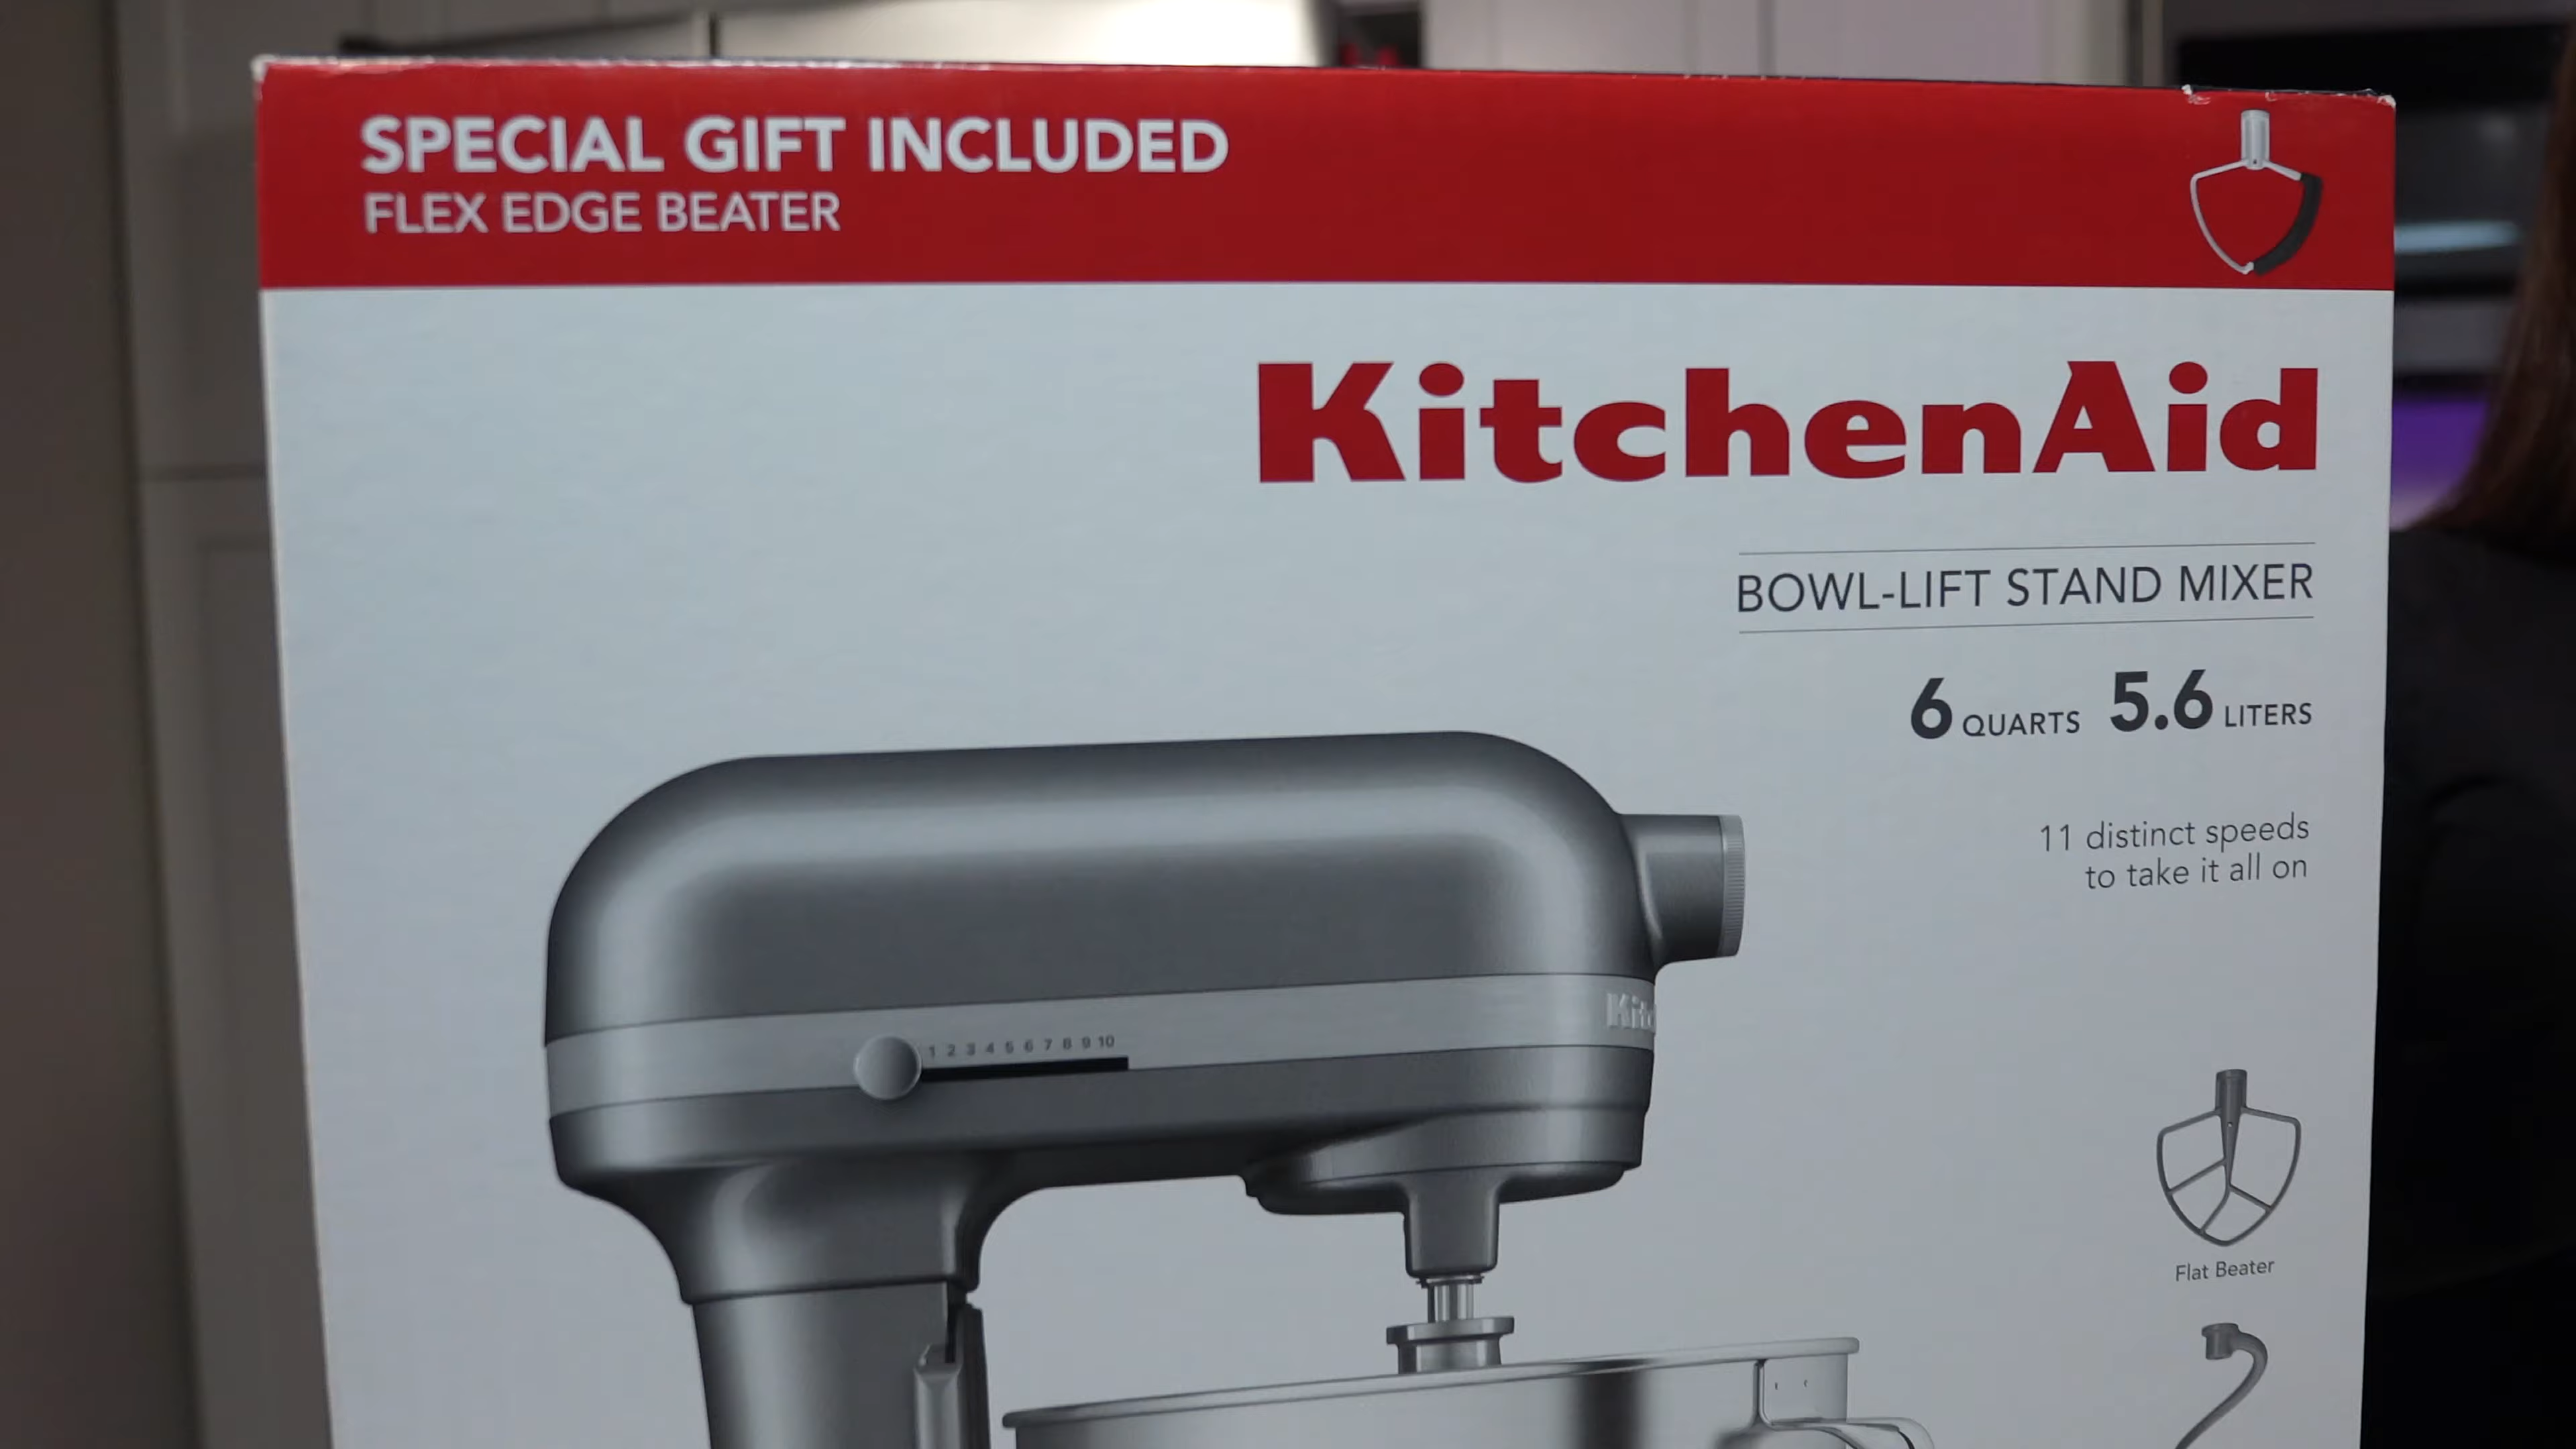 SPECIAL GIFT INCLUDED
FLEX EDGE BEATER
KitchenAid
BOWL-LIFT STAND MIXER
6 QUARTS 5.6 LITERS
11 distinct speeds
to take it all on
Kitc
1 2 3 4 5 6 7 8 9 10
Flat Beater